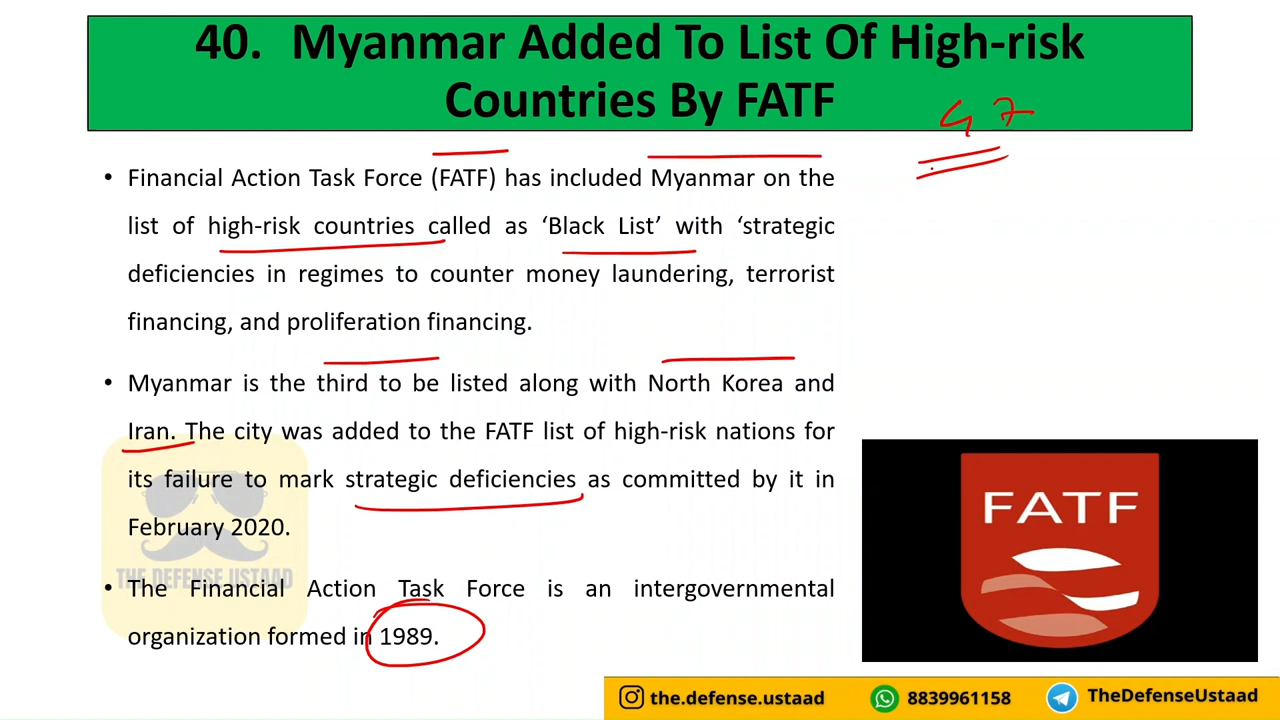 40. Myanmar Added To List Of High-risk
Countries By FATF
G 7
• Financial Action Task Force (FATF) has included Myanmar on the
list of high-risk countries called as ‘Black List’ with ‘strategic
deficiencies in regimes to counter money laundering, terrorist
financing, and proliferation financing.
• Myanmar is the third to be listed along with North Korea and
Iran. The city was added to the FATF list of high-risk nations for
its failure to mark strategic deficiencies as committed by it in
February 2020.
THE DEFENSE USTAAD
• The Financial Action Task Force is an intergovernmental
organization formed in 1989.
FATF
the.defense.ustaad
8839961158
TheDefenseUstaad